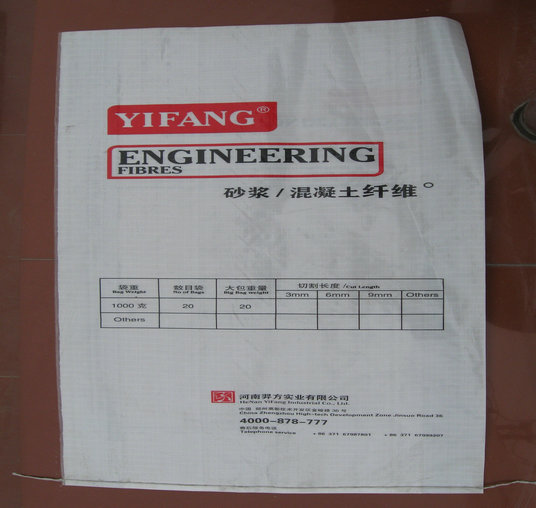 YIFANG®
ENGINEERING
FIBRES
砂浆 / 混凝土纤维
袋重 数目袋 大包重量 切割长度 /Cut Length
Bag Weight No of Bags Big Bag weight 3mm 6mm 9mm Others
1000 克 20 20
Others
河南羿方实业有限公司
HeNan YiFang Industrial Co., Ltd.
中国 郑州高新技术开发区金梭路 36 号
China Zhengzhou High-tech Development Zone Jinsuo Road 36
4000-878-777
售后服务电话
Telephone service +86 371 67987801 +86 371